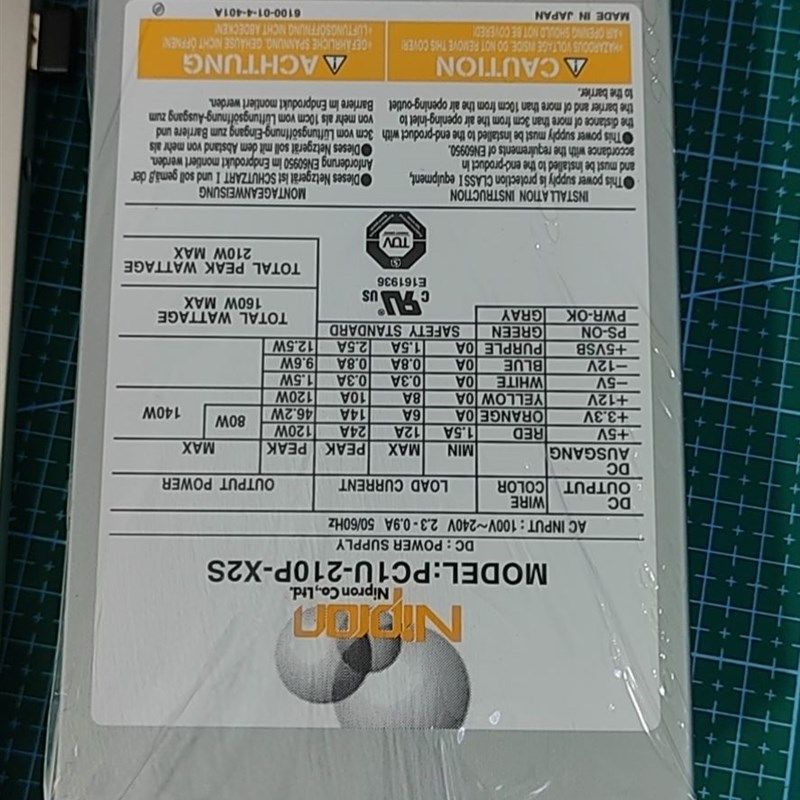 Nipron
Nipron Co., Ltd.
MODEL:PC1U-210P-X2S
DC : POWER SUPPLY
AC INPUT : 100V~240V 2.3 - 0.9A 50/60Hz
DC OUTPUT WIRE COLOR LOAD CURRENT OUTPUT POWER
DC AUSGANG MIN MAX PEAK PEAK MAX
+5V RED 1.5A 12A 24A 120W 80W 140W
+3.3V ORANGE 0A 6A 14A 46.2W
+12V YELLOW 0A 8A 10A 120W
-5V WHITE 0A 0.3A 0.3A 1.5W
-12V BLUE 0A 0.8A 0.8A 9.6W
+5VSB PURPLE 0A 1.5A 2.5A 12.5W
PS-ON GREEN SAFETY STANDARD
PWR-OK GRAY
TOTAL WATTAGE
160W MAX
TOTAL PEAK WATTAGE
210W MAX
C RU US ®
E161936
TÜV
INSTALLATION INSTRUCTION
●This power supply is protection CLASS I equipment,
and must be installed to the end-product in
accordance with the requirements of EN60950.
●This power supply must be installed to the end-product with
the distance of more than 3cm from the air opening-inlet to
the barrier and of more than 10cm from the air opening-outlet
to the barrier.
MONTAGEANWEISUNG
●Dieses Netzgerät ist SCHUTZART I und soll gemäß der
Anforderung EN60950 im Endprodukt montiert werden.
●Dieses Netzgerät soll mit dem Abstand von mehr als
3cm vom Lüftungsöffnung-Eingang zum Barriere und
von mehr als 10cm vom Lüftungsöffnung-Ausgang zum
Barriere im Endprodukt montiert werden.
CAUTION
•HAZARDOUS VOLTAGE INSIDE DO NOT REMOVE THIS COVER!
•AIR OPENING SHOULD NOT BE COVERED!
ACHTUNG
•GEFÄHRLICHE SPANNUNG. GEHÄUSE NICHT ÖFFNEN!
•LUFTUNGSOFFNUNG NICHT ABDECKEN!
MADE IN JAPAN 6100-01-4-401A